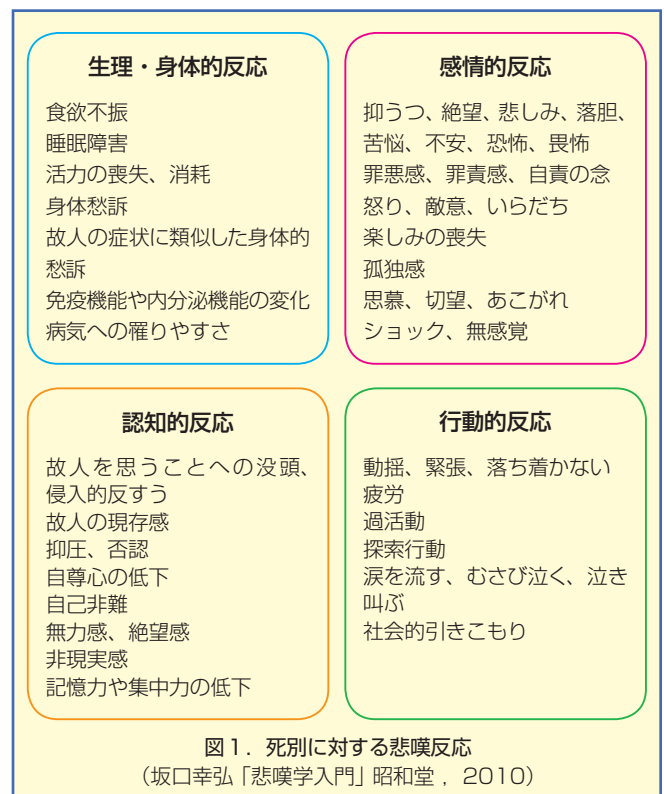 生理・身体的反応
食欲不振
睡眠障害
活力の喪失、消耗
身体愁訴
故人の症状に類似した身体的
愁訴
免疫機能や内分泌機能の変化
病気への罹りやすさ
感情的反応
抑うつ、絶望、悲しみ、落胆、
苦悩、不安、恐怖、畏怖
罪悪感、罪責感、自責の念
怒り、敵意、いらだち
楽しみの喪失
孤独感
思慕、切望、あこがれ
ショック、無感覚
認知的反応
故人を思うことへの没頭、
侵入的反すう
故人の現存感
抑圧、否認
自尊心の低下
自己非難
無力感、絶望感
非現実感
記憶力や集中力の低下
行動的反応
動揺、緊張、落ち着かない
疲労
過活動
探索行動
涙を流す、むさび泣く、泣き
叫ぶ
社会的引きこもり
図1．死別に対する悲嘆反応
（坂口幸弘「悲嘆学入門」昭和堂，2010）